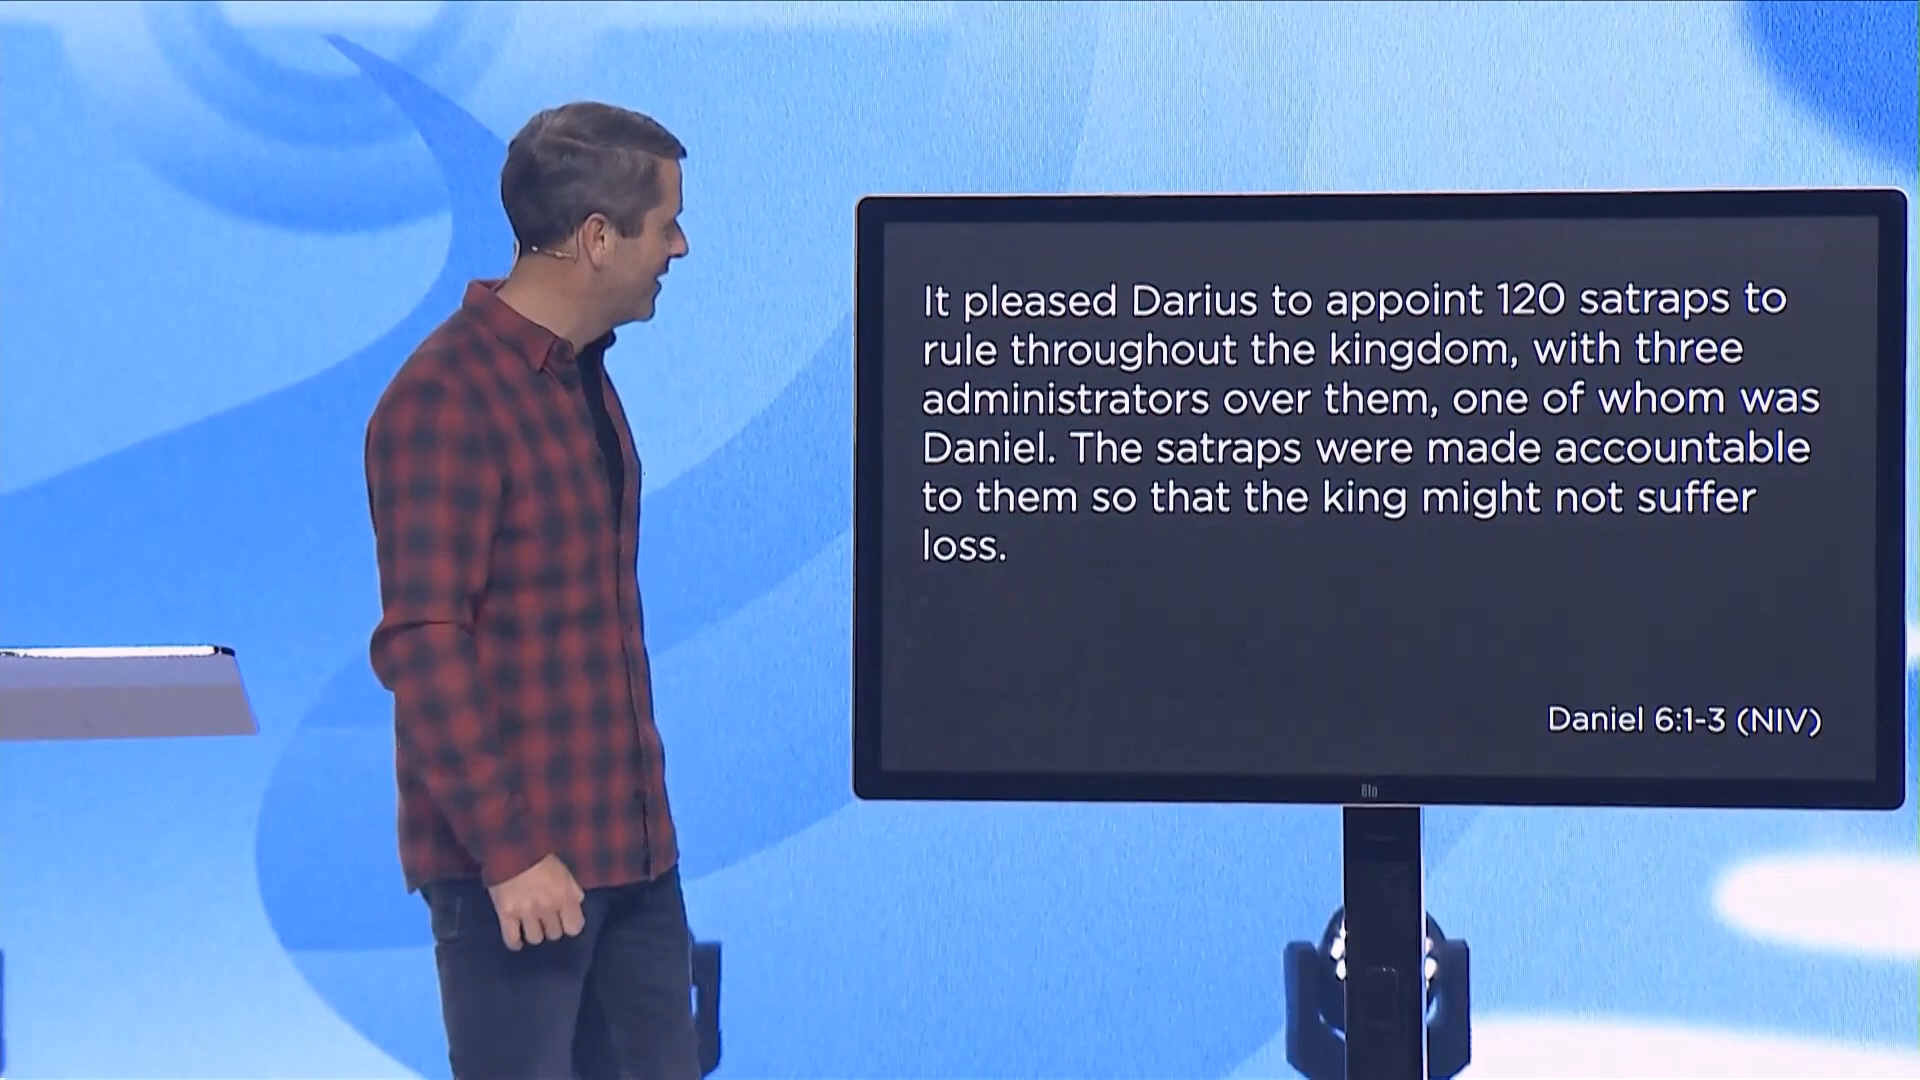 It pleased Darius to appoint 120 satraps to
rule throughout the kingdom, with three
administrators over them, one of whom was
Daniel. The satraps were made accountable
to them so that the king might not suffer
loss.
Daniel 6:1-3 (NIV)
elo